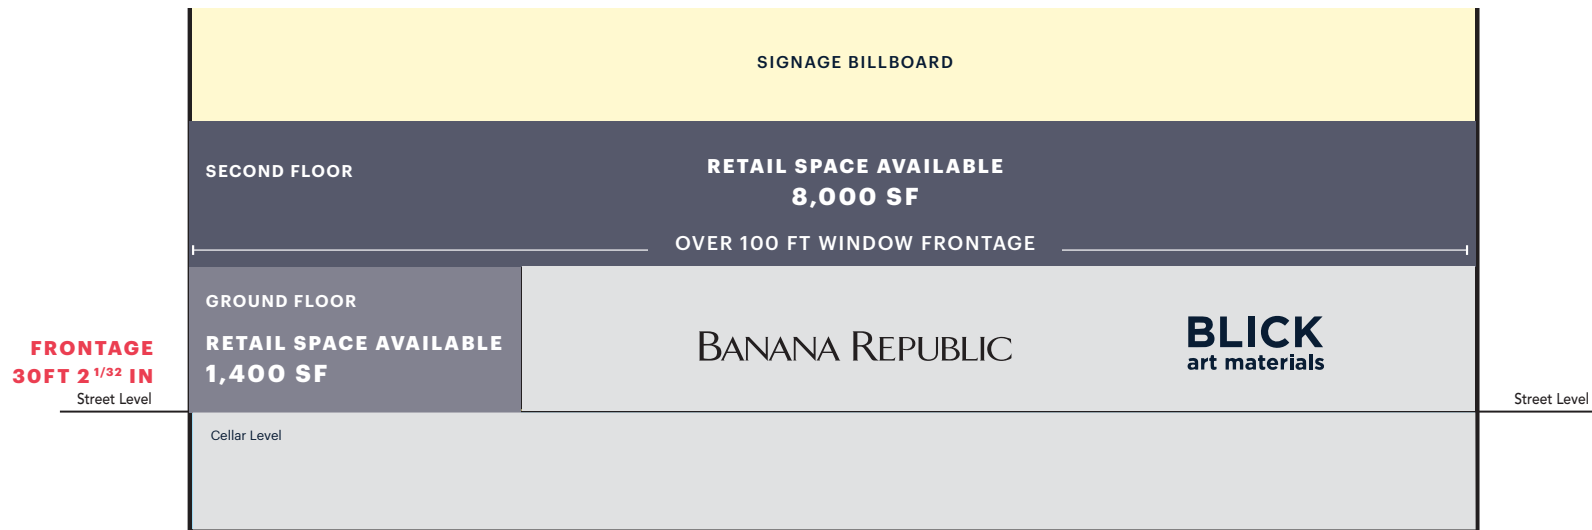 SIGNAGE BILLBOARD
SECOND FLOOR
RETAIL SPACE AVAILABLE
8,000 SF
OVER 100 FT WINDOW FRONTAGE
GROUND FLOOR
RETAIL SPACE AVAILABLE
1,400 SF
BANANA REPUBLIC
BLICK
art materials
FRONTAGE
30FT 2 1/32 IN
Street Level
Street Level
Cellar Level